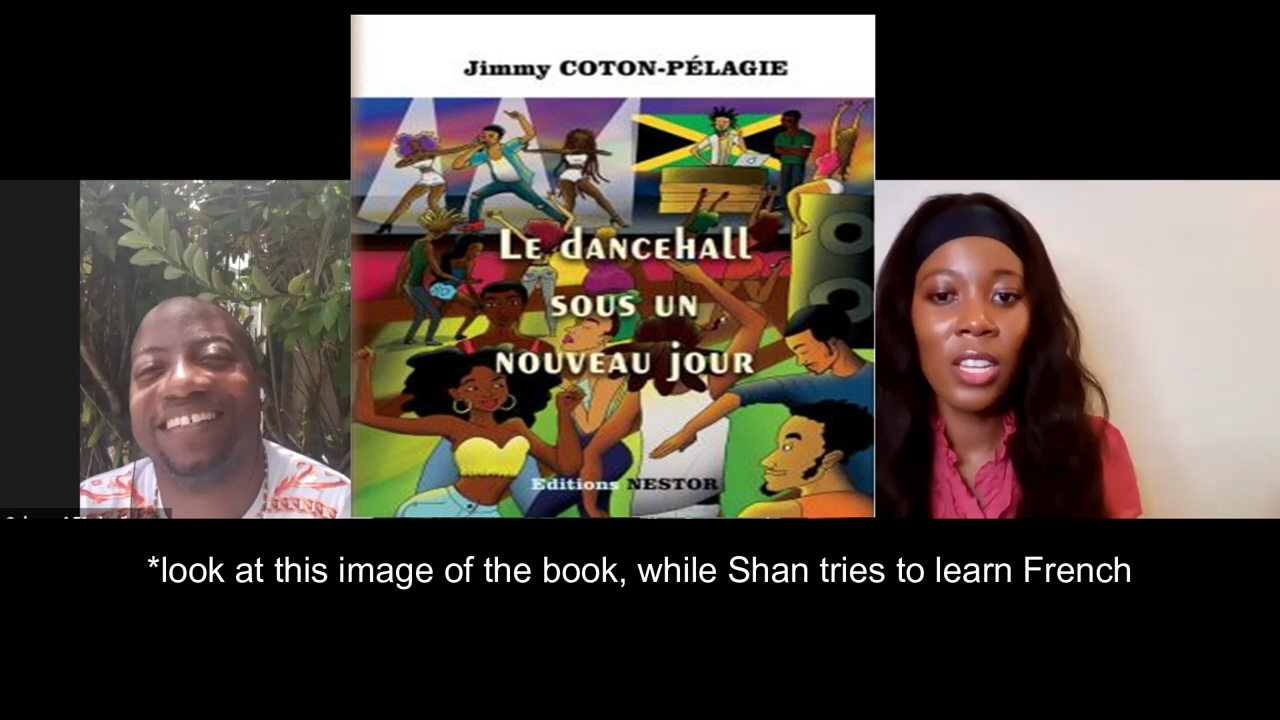 Jimmy COTON-PÉLAGIE
Le dancehall
sous un
nouveau jour
Editions NESTOR
*look at this image of the book, while Shan tries to learn French